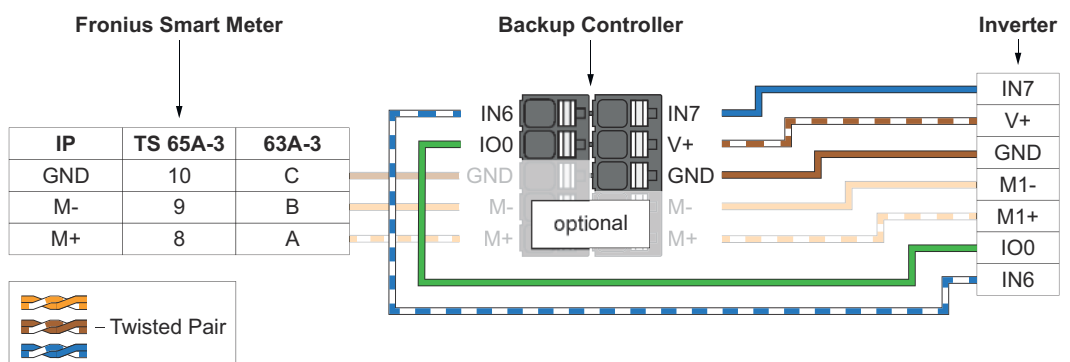 Fronius Smart Meter
Backup Controller
Inverter
IP TS 65A-3 63A-3
GND 10 C
M- 9 B
M+ 8 A
IN6 IN7
IO0 V+
GND GND
M- M-
M+ M+
optional
IN7
V+
GND
M1-
M1+
IO0
IN6
– Twisted Pair